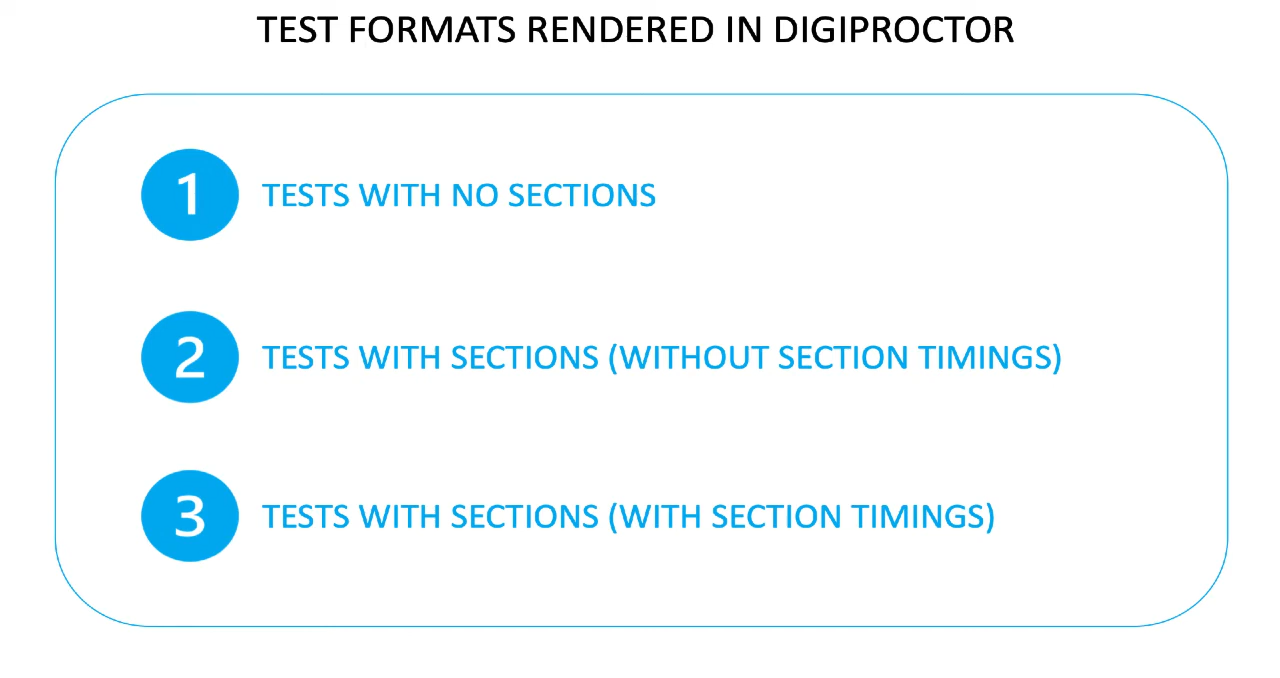 TEST FORMATS RENDERED IN DIGIPROCTOR
1 TESTS WITH NO SECTIONS
2 TESTS WITH SECTIONS (WITHOUT SECTION TIMINGS)
3 TESTS WITH SECTIONS (WITH SECTION TIMINGS)